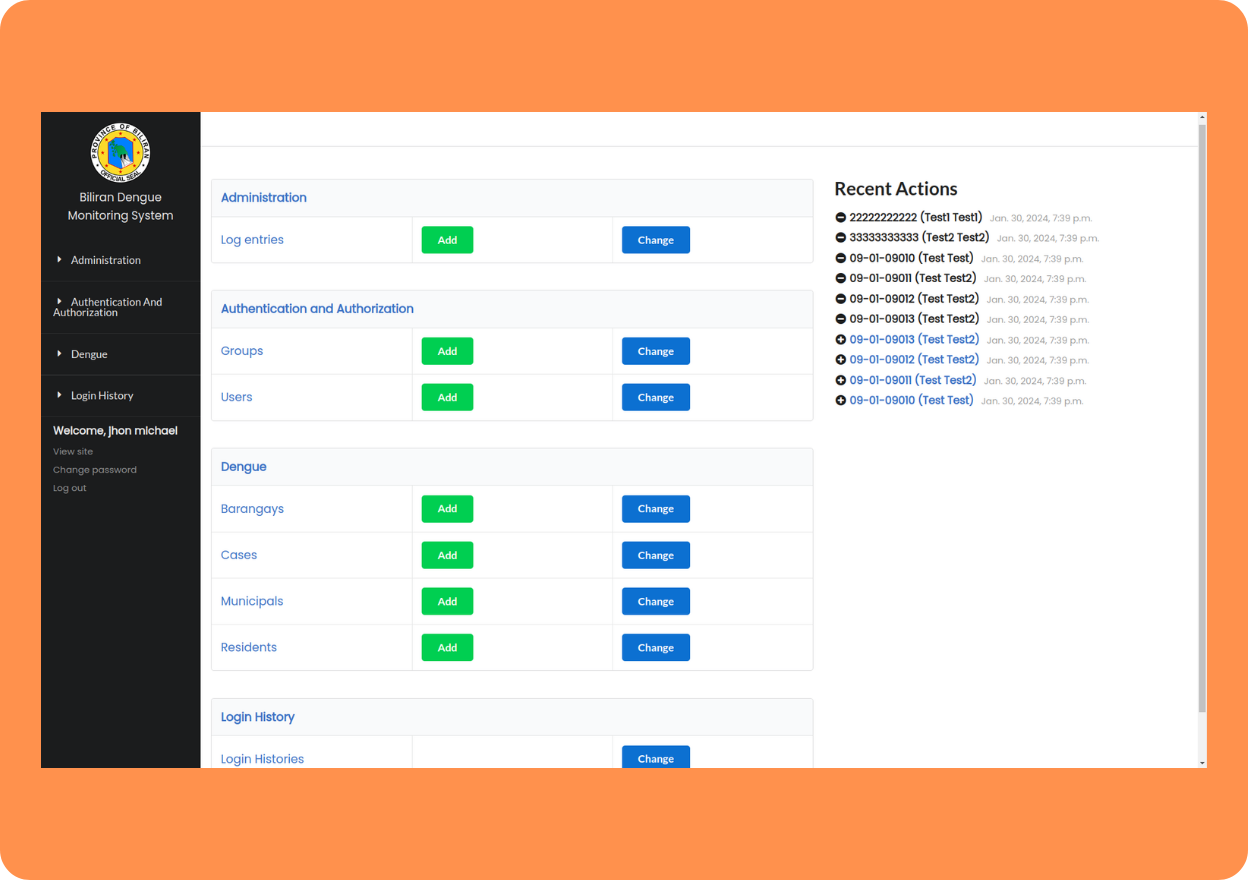 PROVINCE OF BILIRAN
OFFICIAL SEAL
Biliran Dengue
Monitoring System
Administration
Authentication And
Authorization
Dengue
Login History
Welcome, jhon michael
View site
Change password
Log out
Administration
Log entries Add Change
Authentication and Authorization
Groups Add Change
Users Add Change
Dengue
Barangays Add Change
Cases Add Change
Municipals Add Change
Residents Add Change
Login History
Login Histories Change
Recent Actions
22222222222 (Test1 Test1) Jan. 30, 2024, 7:39 p.m.
33333333333 (Test2 Test2) Jan. 30, 2024, 7:39 p.m.
09-01-09010 (Test Test) Jan. 30, 2024, 7:39 p.m.
09-01-09011 (Test Test2) Jan. 30, 2024, 7:39 p.m.
09-01-09012 (Test Test2) Jan. 30, 2024, 7:39 p.m.
09-01-09013 (Test Test2) Jan. 30, 2024, 7:39 p.m.
09-01-09013 (Test Test2) Jan. 30, 2024, 7:39 p.m.
09-01-09012 (Test Test2) Jan. 30, 2024, 7:39 p.m.
09-01-09011 (Test Test2) Jan. 30, 2024, 7:39 p.m.
09-01-09010 (Test Test) Jan. 30, 2024, 7:39 p.m.